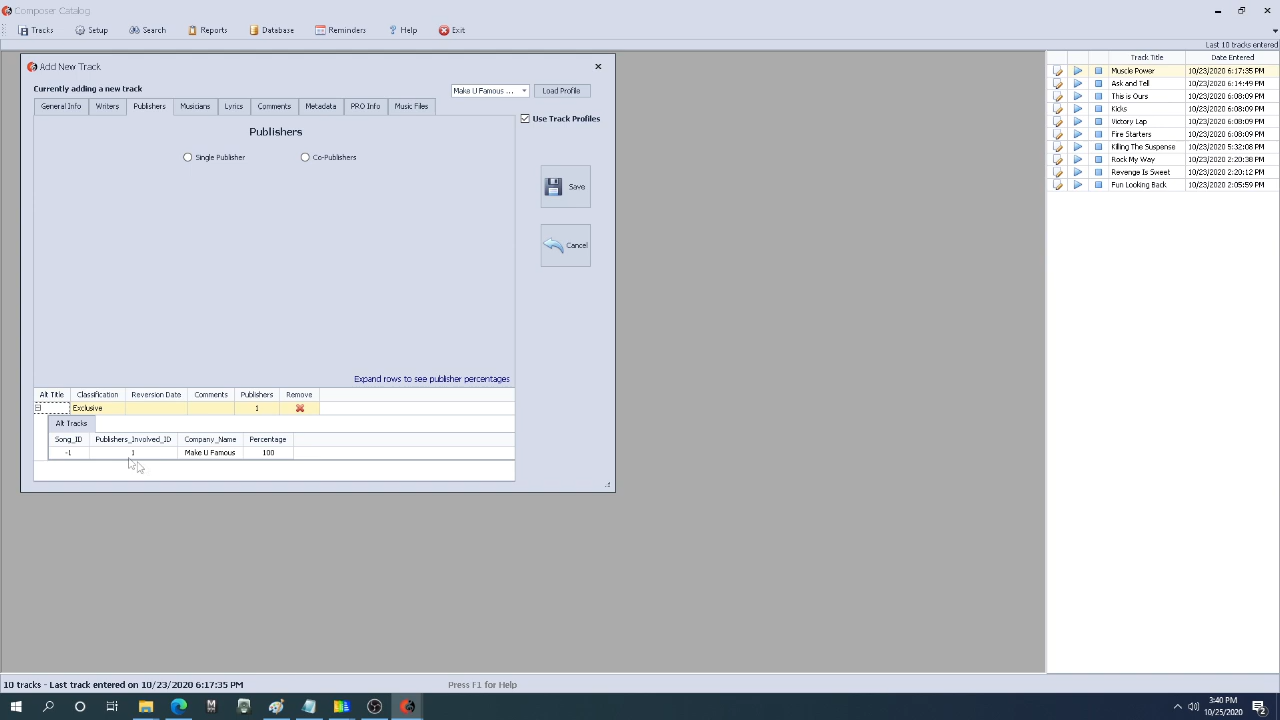 Composer Catalog
Tracks Setup Search Reports Database Reminders Help Exit
Last 10 tracks entered
Add New Track
Currently adding a new track
Make U Famous ... Load Profile
General Info Writers Publishers Musicians Lyrics Comments Metadata PRO Info Music Files
Use Track Profiles
Publishers
Single Publisher Co-Publishers
Save
Cancel
Expand rows to see publisher percentages
Alt Title Classification Reversion Date Comments Publishers Remove
Exclusive 1
Alt Tracks
Song_ID Publishers_Involved_ID Company_Name Percentage
-1 1 Make U Famous 100
Track Title Date Entered
Muscle Power 10/23/2020 6:17:35 PM
Ask and Tell 10/23/2020 6:14:49 PM
This is Ours 10/23/2020 6:08:09 PM
Kicks 10/23/2020 6:08:09 PM
Victory Lap 10/23/2020 6:08:09 PM
Fire Starters 10/23/2020 6:08:09 PM
Killing The Suspense 10/23/2020 5:32:08 PM
Rock My Way 10/23/2020 2:20:38 PM
Revenge Is Sweet 10/23/2020 2:20:12 PM
Fun Looking Back 10/23/2020 2:05:59 PM
10 tracks - Last track entered on 10/23/2020 6:17:35 PM
Press F1 for Help
3:40 PM
10/25/2020
2